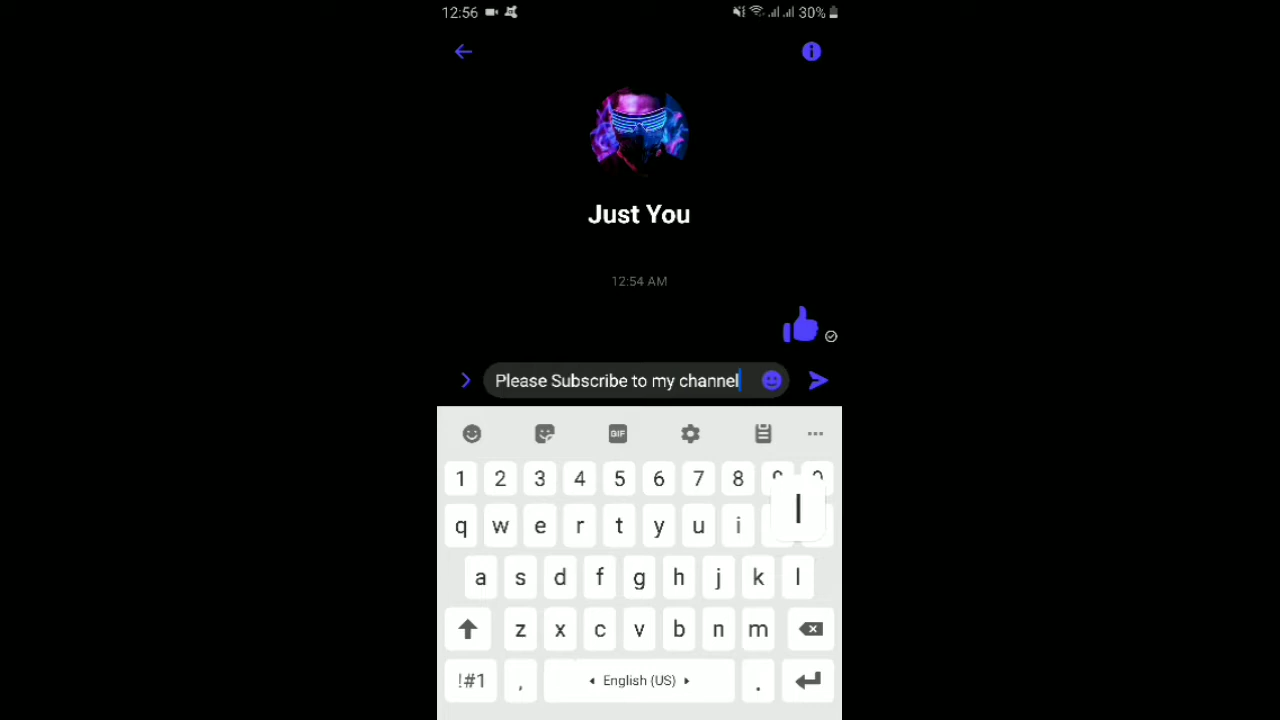 12:56
30%
Just You
12:54 AM
Please Subscribe to my channel
GIF
1 2 3 4 5 6 7 8
l
q w e r t y u i
a s d f g h j k l
z x c v b n m
!#1 , English (US) .